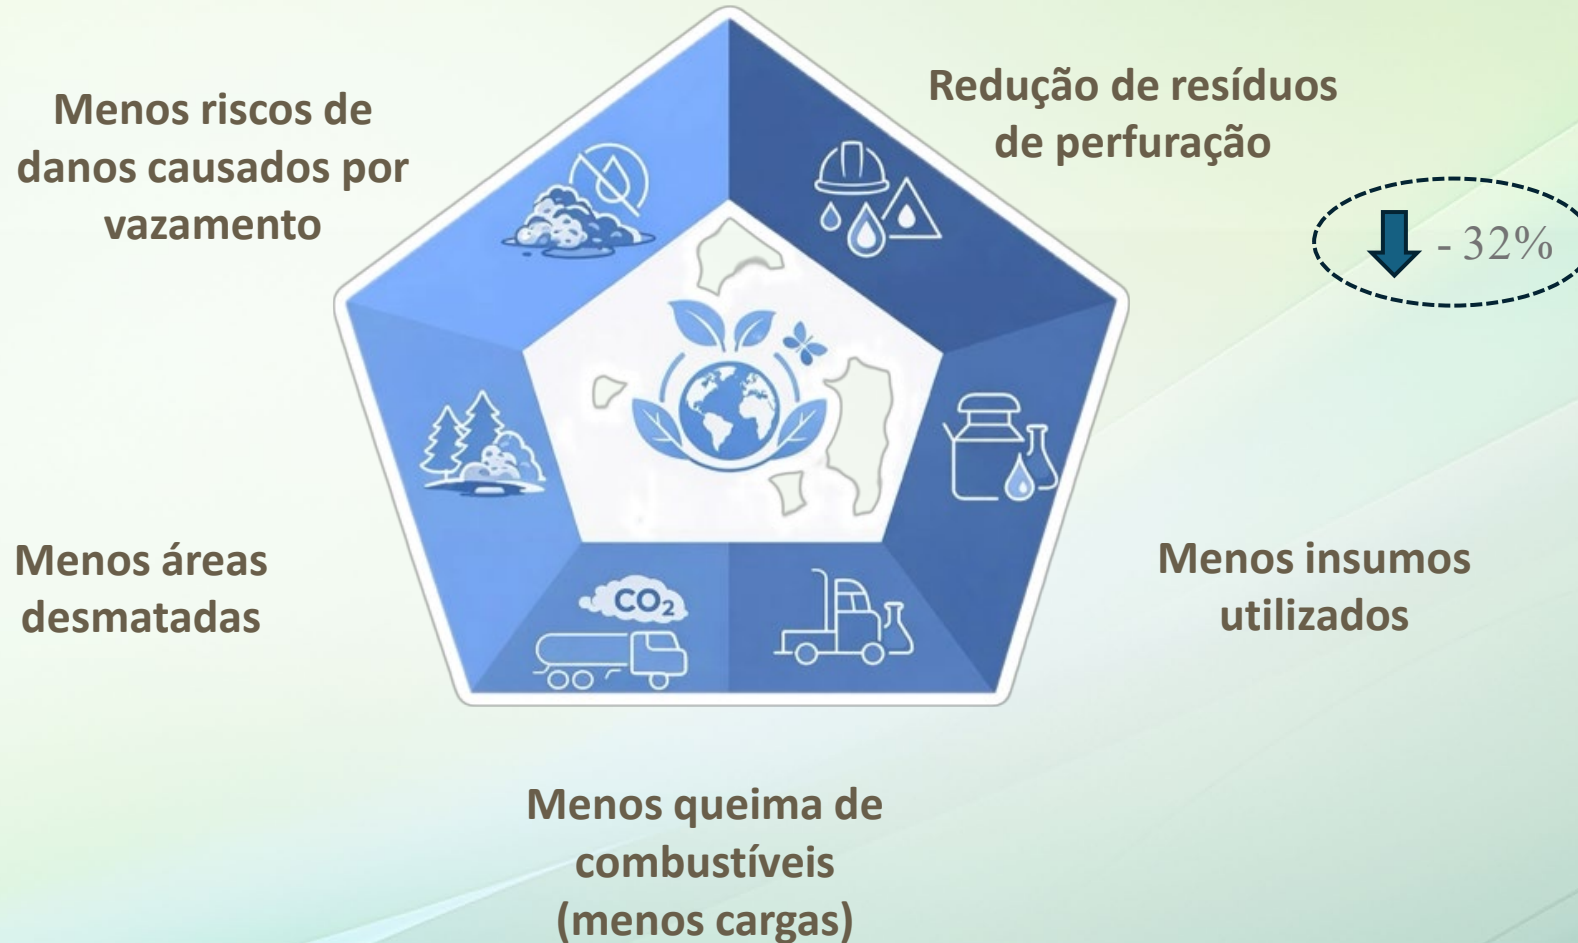 Menos riscos de
danos causados por
vazamento
Redução de resíduos
de perfuração
- 32%
CO₂
Menos áreas
desmatadas
Menos insumos
utilizados
Menos queima de
combustíveis
(menos cargas)